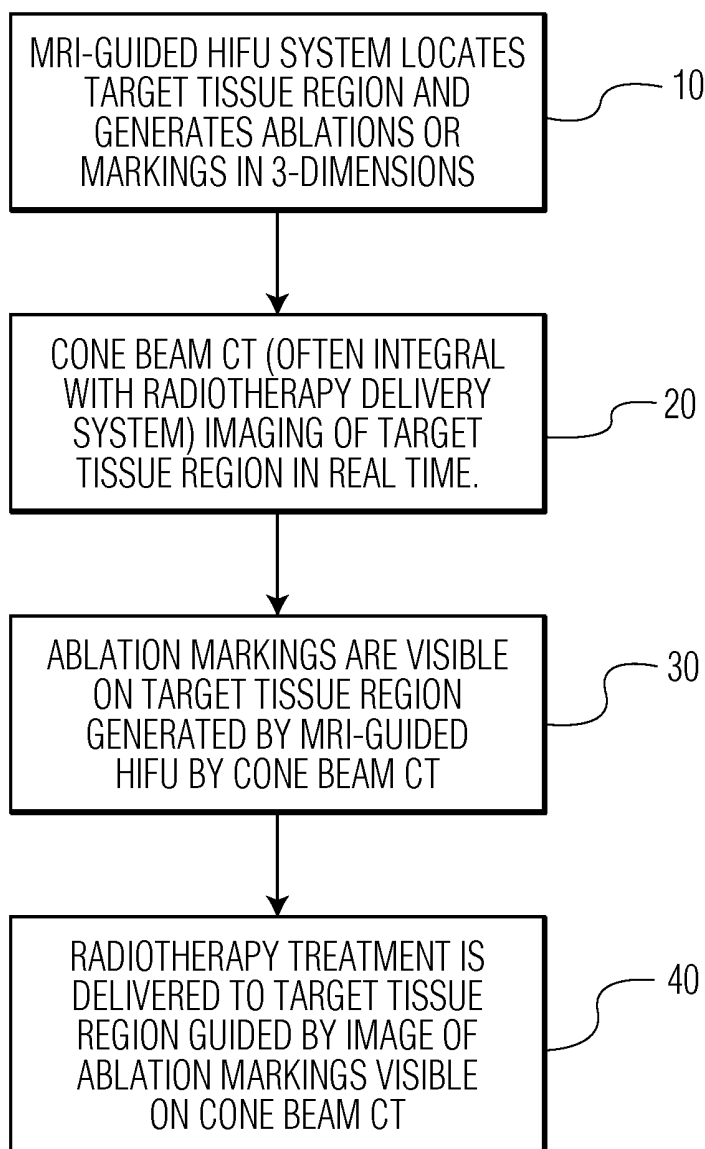 MRI-GUIDED HIFU SYSTEM LOCATES
TARGET TISSUE REGION AND
GENERATES ABLATIONS OR
MARKINGS IN 3-DIMENSIONS
10
CONE BEAM CT (OFTEN INTEGRAL
WITH RADIOTHERAPY DELIVERY
SYSTEM) IMAGING OF TARGET
TISSUE REGION IN REAL TIME.
20
ABLATION MARKINGS ARE VISIBLE
ON TARGET TISSUE REGION
GENERATED BY MRI-GUIDED
HIFU BY CONE BEAM CT
30
RADIOTHERAPY TREATMENT IS
DELIVERED TO TARGET TISSUE
REGION GUIDED BY IMAGE OF
ABLATION MARKINGS VISIBLE
ON CONE BEAM CT
40